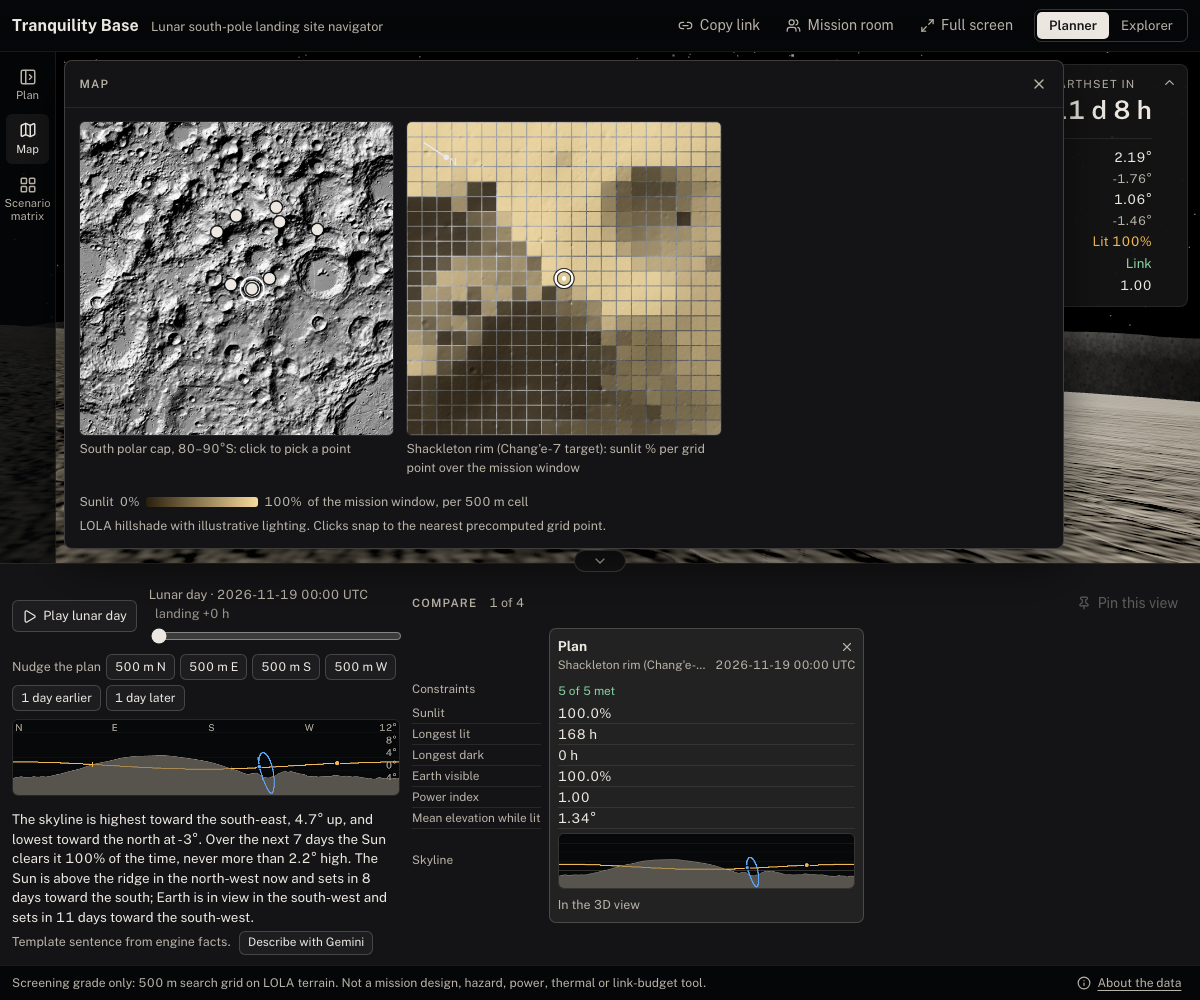 Tranquility Base Lunar south-pole landing site navigator
Copy link
Mission room
Full screen
Planner
Explorer
Plan
Map
Scenario
matrix
MAP
South polar cap, 80–90°S: click to pick a point
N
Shackleton rim (Chang'e-7 target): sunlit % per grid
point over the mission window
Sunlit 0% 100% of the mission window, per 500 m cell
LOLA hillshade with illustrative lighting. Clicks snap to the nearest precomputed grid point.
IN
d 8 h
2.19°
-1.76°
1.06°
-1.46°
Lit 100%
Link
1.00
Play lunar day
Lunar day · 2026-11-19 00:00 UTC
landing +0 h
Nudge the plan
500 m N
500 m E
500 m S
500 m W
1 day earlier
1 day later
N E S W 12°
8°
4°
0°
The skyline is highest toward the south-east, 4.7° up, and
lowest toward the north at -3°. Over the next 7 days the Sun
clears it 100% of the time, never more than 2.2° high. The
Sun is above the ridge in the north-west now and sets in 8
days toward the south; Earth is in view in the south-west and
sets in 11 days toward the south-west.
Template sentence from engine facts.
Describe with Gemini
COMPARE 1 of 4
Pin this view
Plan
Shackleton rim (Chang'e-... 2026-11-19 00:00 UTC
Constraints 5 of 5 met
Sunlit 100.0%
Longest lit 168 h
Longest dark 0 h
Earth visible 100.0%
Power index 1.00
Mean elevation while lit 1.34°
Skyline
In the 3D view
Screening grade only: 500 m search grid on LOLA terrain. Not a mission design, hazard, power, thermal or link-budget tool.
About the data